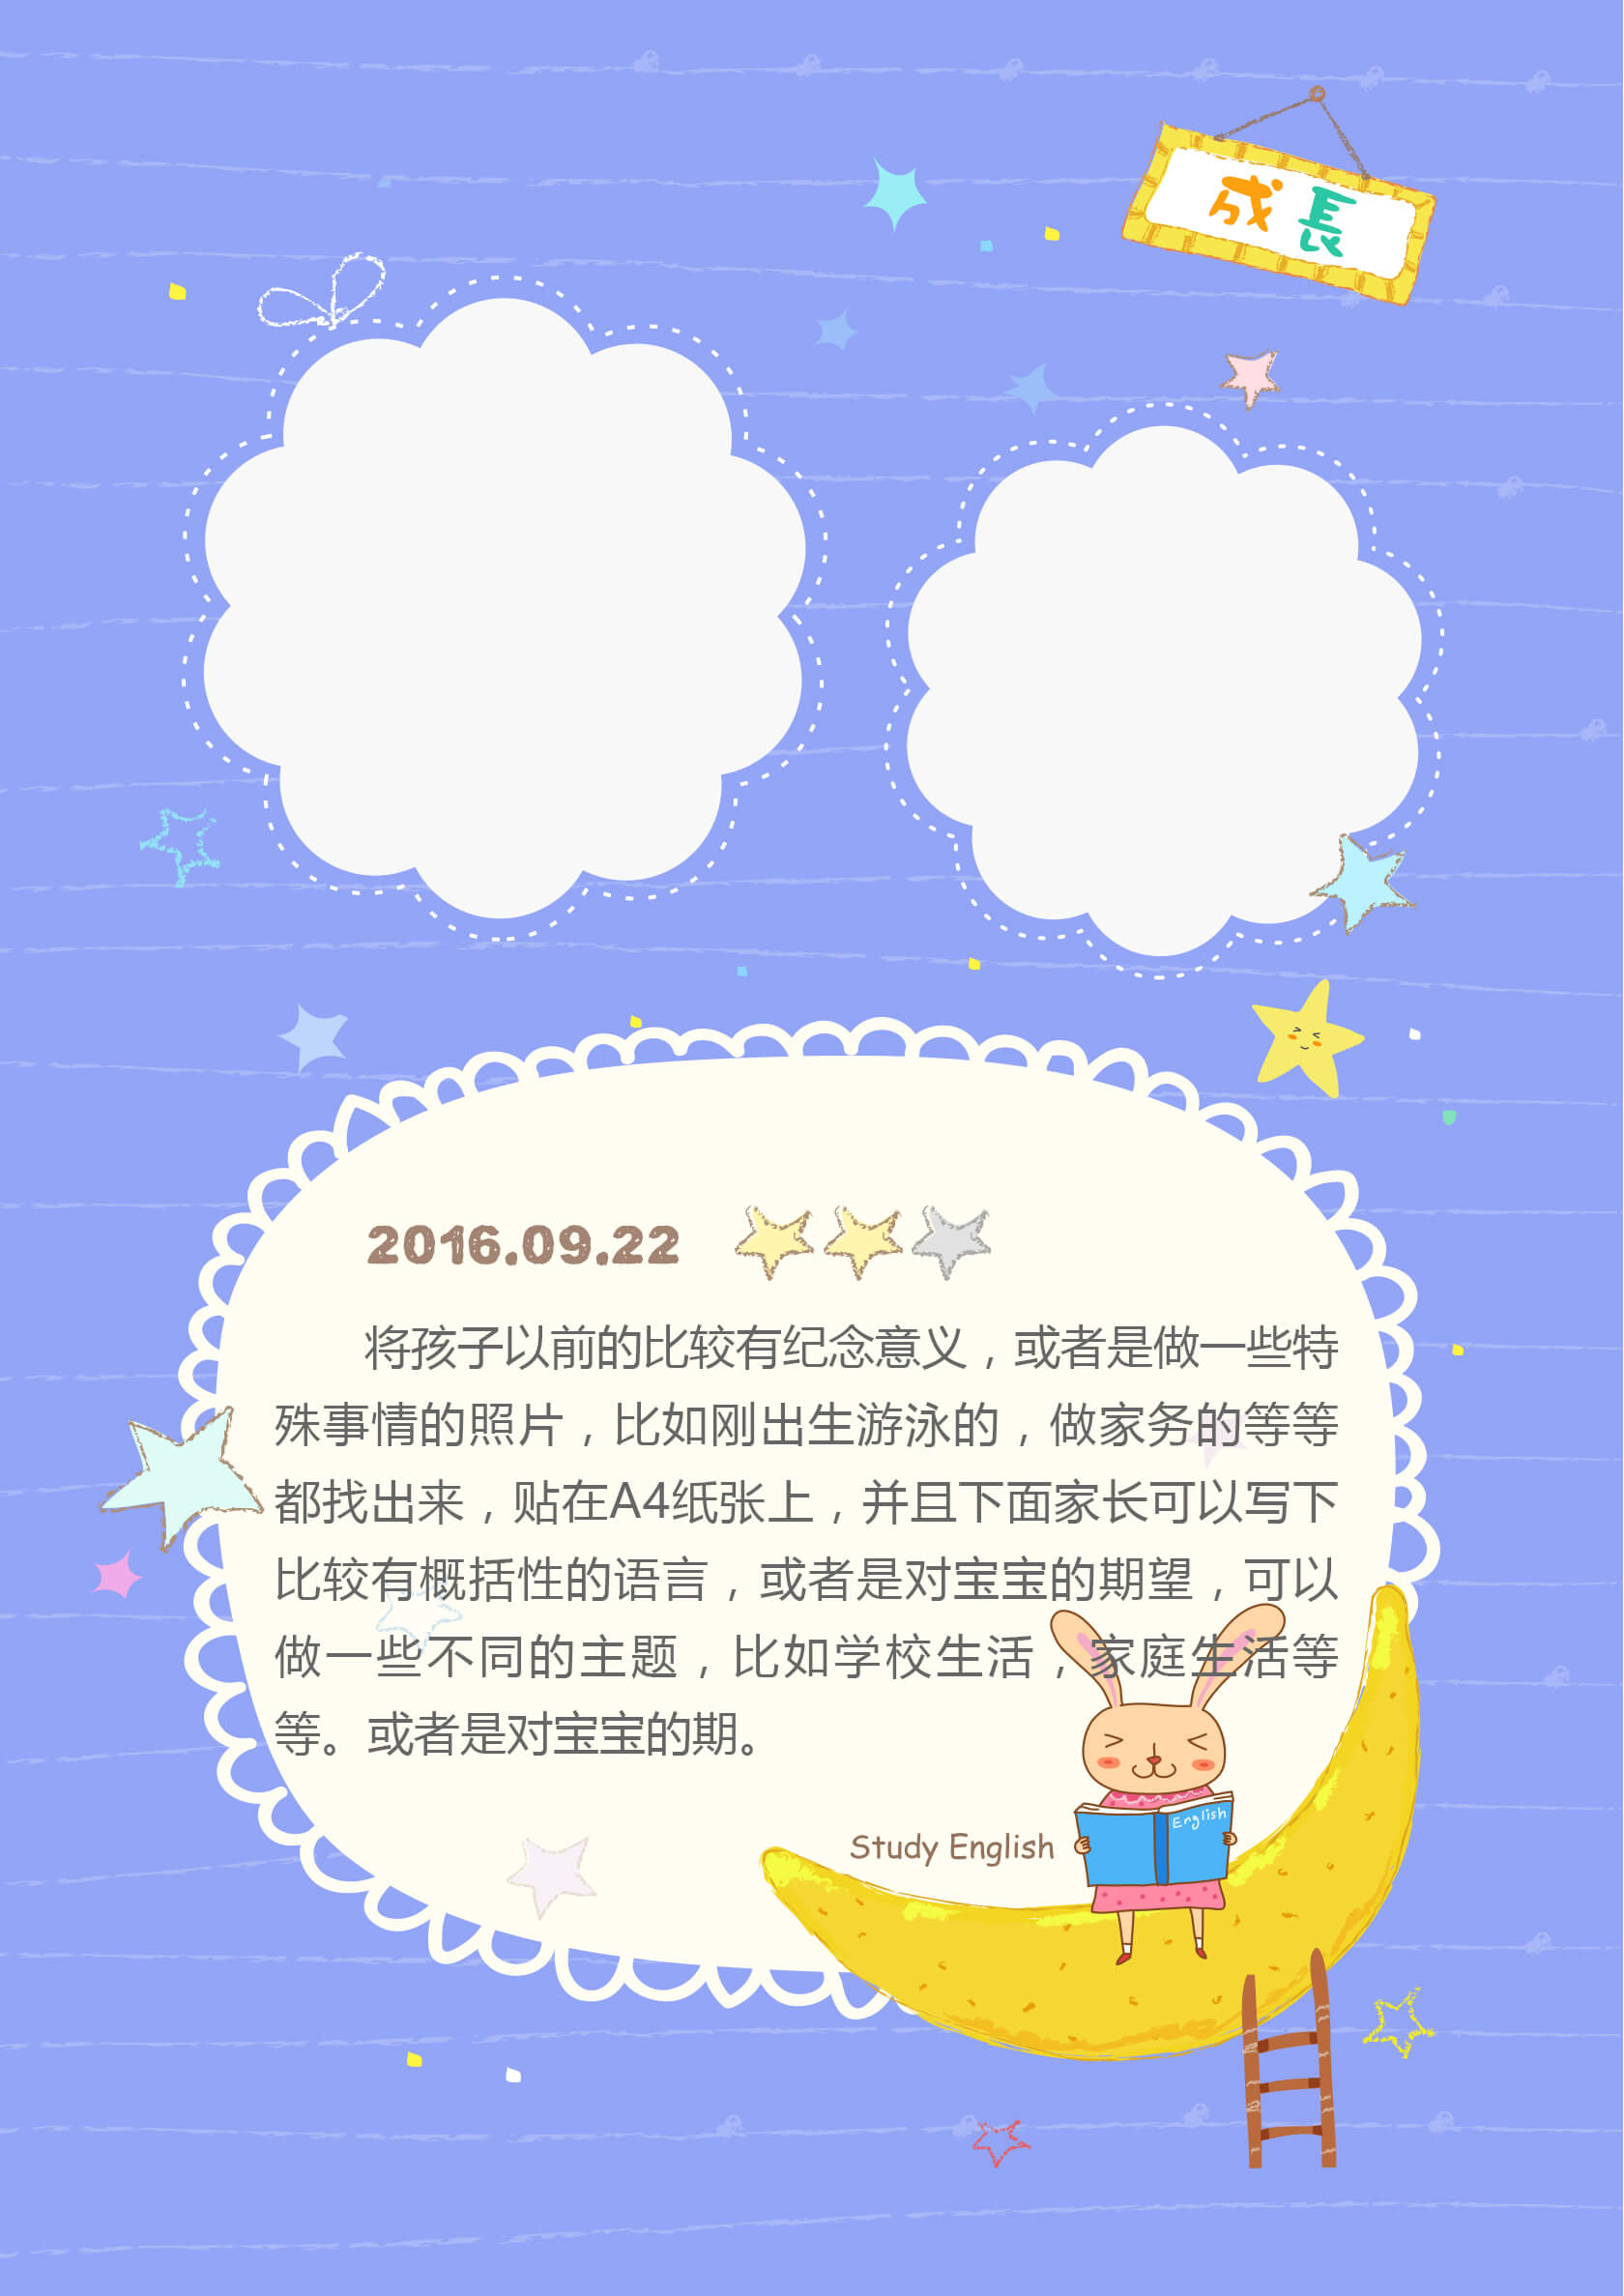 成長
2016.09.22
将孩子以前的比较有纪念意义，或者是做一些特
殊事情的照片，比如刚出生游泳的，做家务的等等
都找出来，贴在A4纸张上，并且下面家长可以写下
比较有概括性的语言，或者是对宝宝的期望，可以
做一些不同的主题，比如学校生活，家庭生活等
等。或者是对宝宝的期。
English
Study English